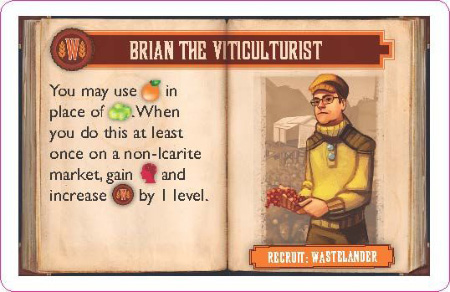 W
BRIAN THE VITICULTURIST
You may use in
place of . When
you do this at least
once on a non-Icarite
market, gain and
increase by 1 level.
RECRUIT: WASTELANDER